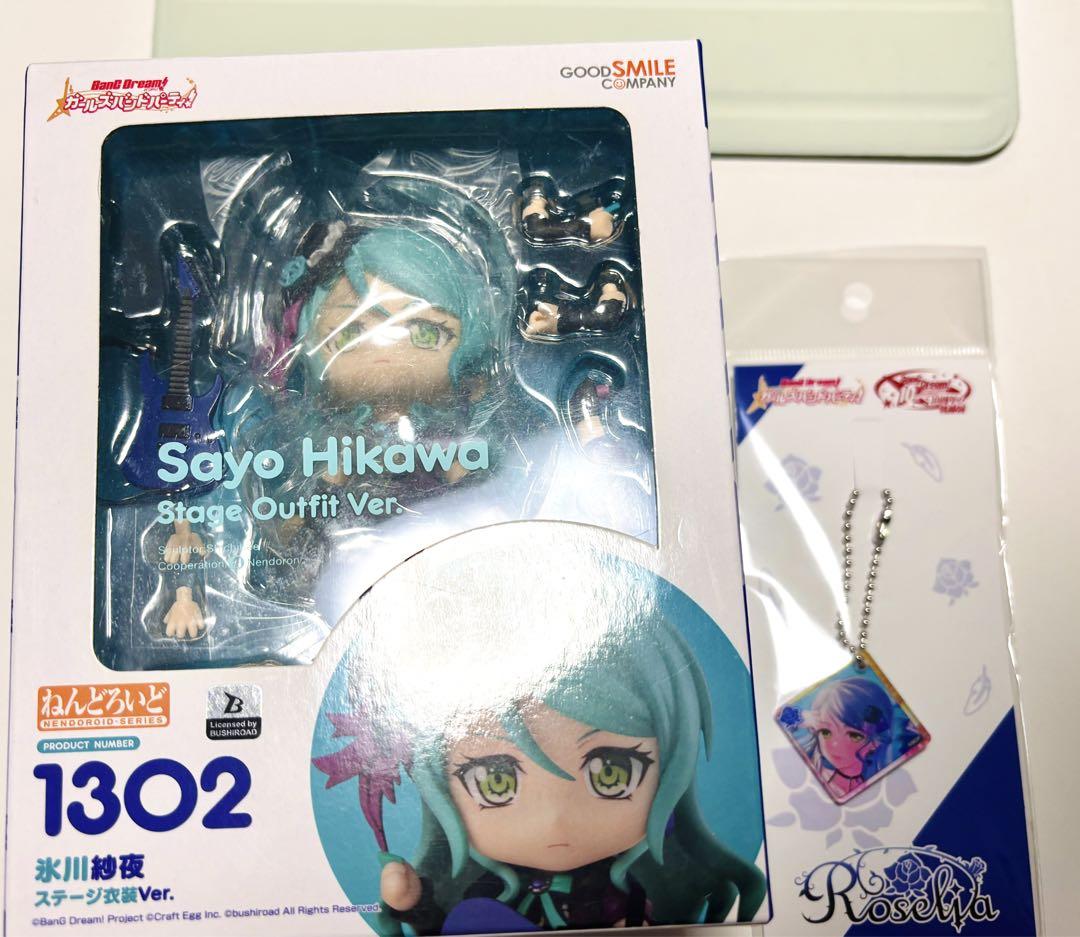 BanG Dream!
ガールズバンドパーティ!
GOOD SMILE
COMPANY
Sayo Hikawa
Stage Outfit Ver.
Cooperation
Nendoron
ねんどろいど
NENDOROID-SERIES
B
Licensed by
BUSHIROAD
PRODUCT NUMBER
1302
氷川紗夜
ステージ衣装Ver.
©BanG Dream! Project ©Craft Egg Inc. ©bushiroad All Rights Reserved.
BanG Dream!
ガールズバンドパーティ!
Roselia